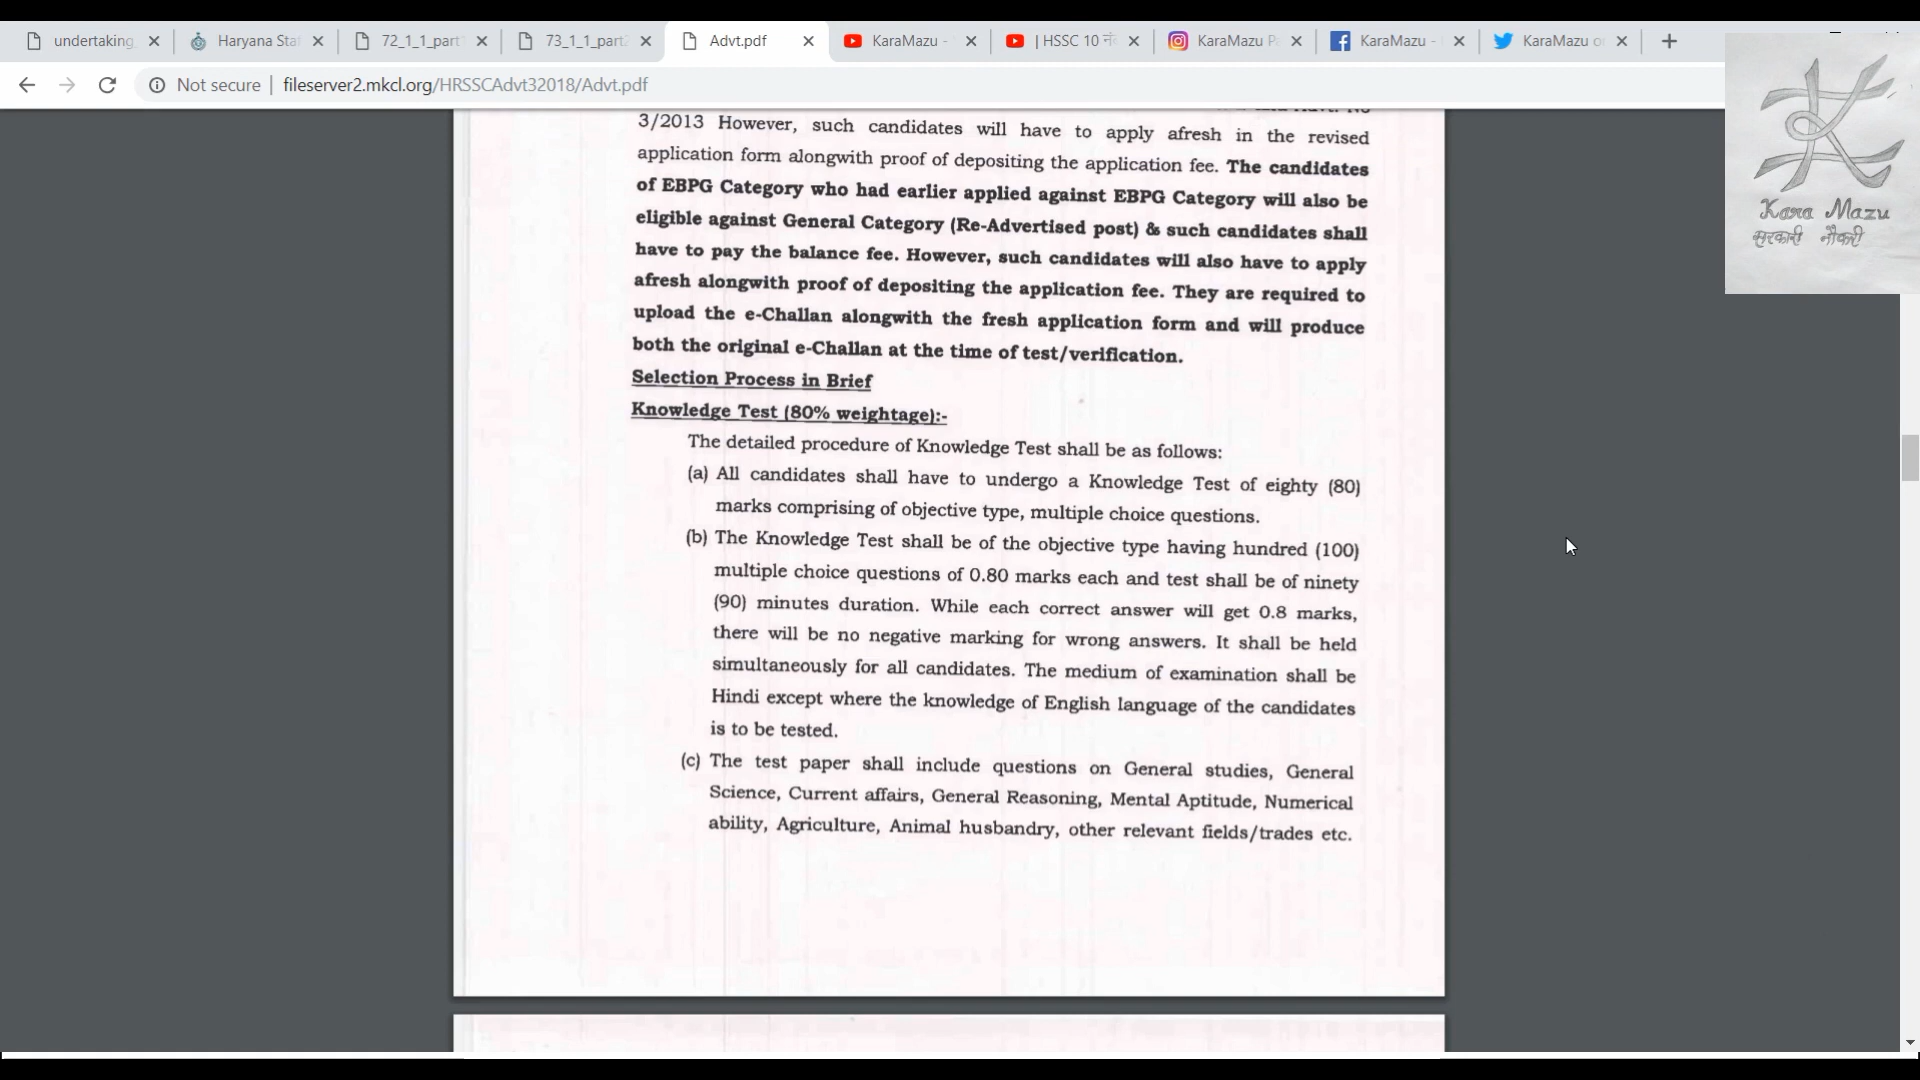 undertaking
Haryana Sta
72_1_1_part
73_1_1_part
Advt.pdf
KaraMazu -
| HSSC 10 नं
KaraMazu P
KaraMazu -
KaraMazu o
Not secure | fileserver2.mkcl.org/HRSSCAdvt32018/Advt.pdf
Kara Mazu
सरकारी नौकरी
3/2013 However, such candidates will have to apply afresh in the revised
application form alongwith proof of depositing the application fee. The candidates
of EBPG Category who had earlier applied against EBPG Category will also be
eligible against General Category (Re-Advertised post) & such candidates shall
have to pay the balance fee. However, such candidates will also have to apply
afresh alongwith proof of depositing the application fee. They are required to
upload the e-Challan alongwith the fresh application form and will produce
both the original e-Challan at the time of test/verification.
Selection Process in Brief
Knowledge Test (80% weightage):-
The detailed procedure of Knowledge Test shall be as follows:
(a) All candidates shall have to undergo a Knowledge Test of eighty (80)
marks comprising of objective type, multiple choice questions.
(b) The Knowledge Test shall be of the objective type having hundred (100)
multiple choice questions of 0.80 marks each and test shall be of ninety
(90) minutes duration. While each correct answer will get 0.8 marks,
there will be no negative marking for wrong answers. It shall be held
simultaneously for all candidates. The medium of examination shall be
Hindi except where the knowledge of English language of the candidates
is to be tested.
(c) The test paper shall include questions on General studies, General
Science, Current affairs, General Reasoning, Mental Aptitude, Numerical
ability, Agriculture, Animal husbandry, other relevant fields/trades etc.